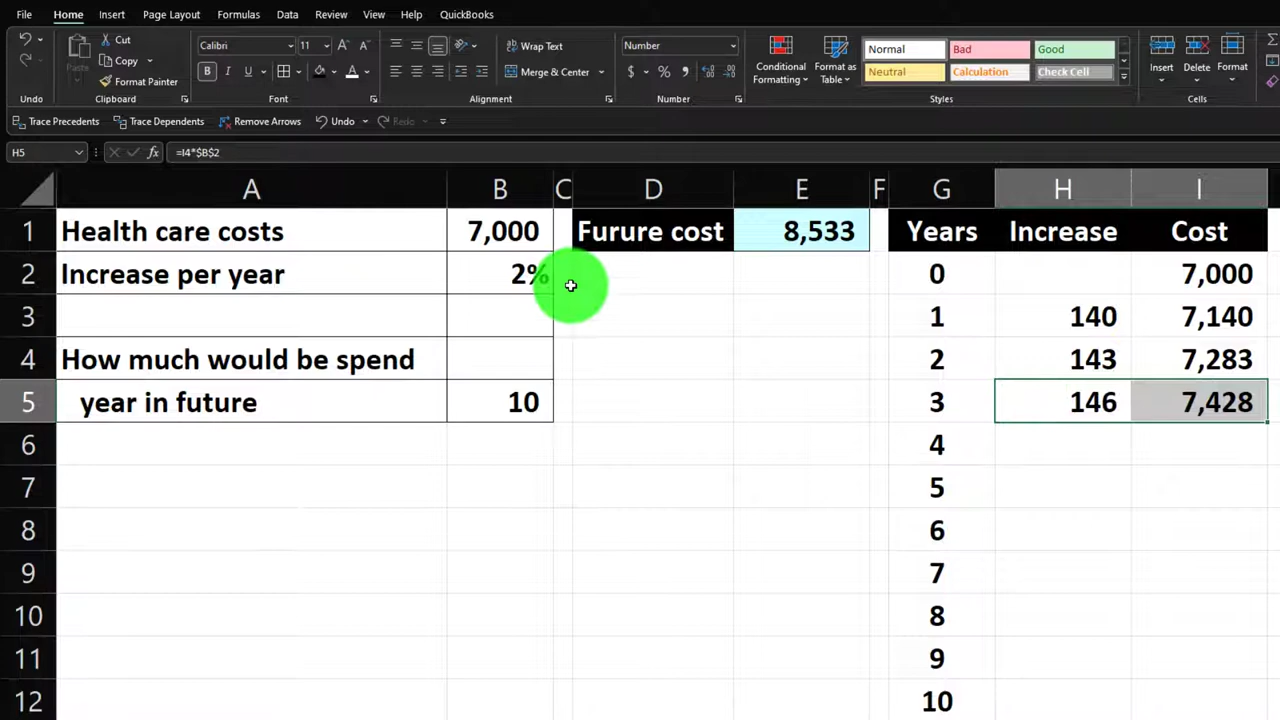 File Home Insert Page Layout Formulas Data Review View Help QuickBooks
Cut
Copy
Format Painter
Paste
Calibri 11
B I U
Wrap Text
Merge & Center
Number
$ % ,
Conditional Formatting
Format as Table
Normal Bad Good
Neutral Calculation Check Cell
Insert Delete Format
Undo Clipboard Font Alignment Number Styles Cells
Trace Precedents Trace Dependents Remove Arrows Undo Redo
H5 fx =I4*$B$2
A B C D E F G H I
1 Health care costs 7,000 Furure cost 8,533 Years Increase Cost
2 Increase per year 2% 0 7,000
3 1 140 7,140
4 How much would be spend 2 143 7,283
5 year in future 10 3 146 7,428
6 4
7 5
8 6
9 7
10 8
11 9
12 10